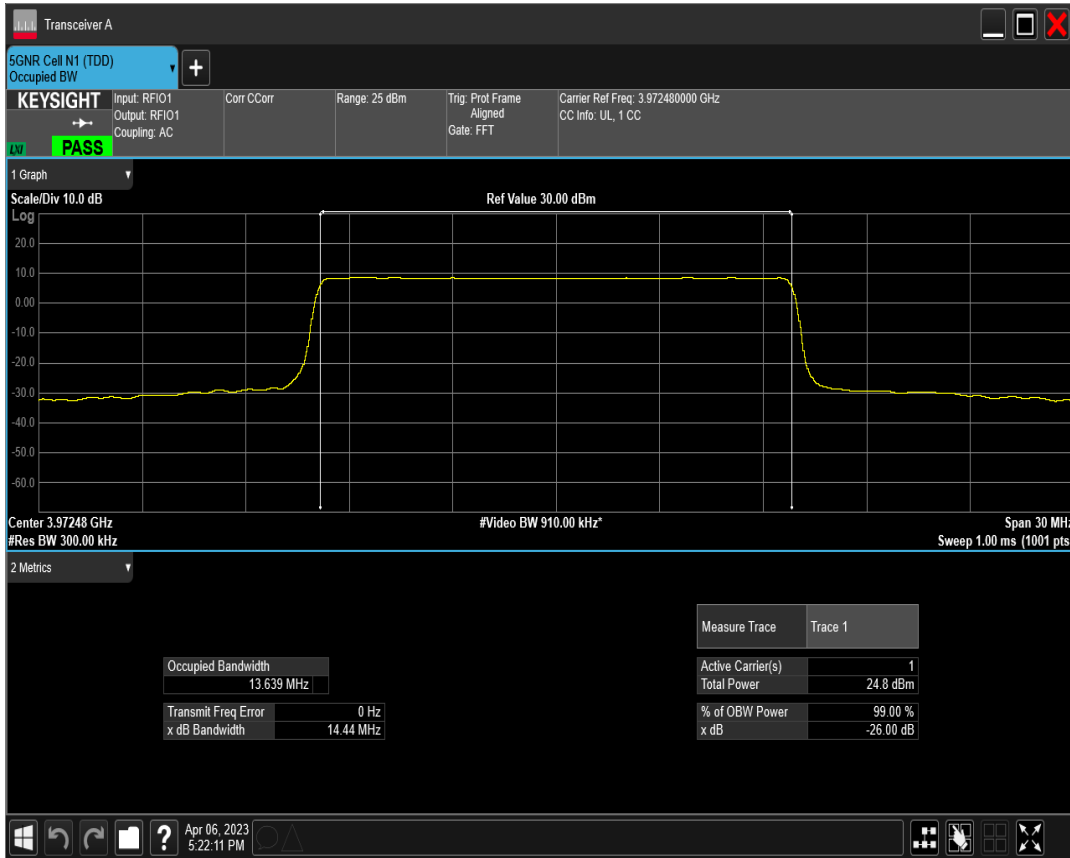 Transceiver A
5GNR Cell N1 (TDD)
Occupied BW
+
KEYSIGHT
LXI
PASS
Input: RFIO1
Output: RFIO1
Coupling: AC
Corr CCorr
Range: 25 dBm
Trig: Prot Frame
Aligned
Gate: FFT
Carrier Ref Freq: 3.972480000 GHz
CC Info: UL, 1 CC
1 Graph
Scale/Div 10.0 dB
Ref Value 30.00 dBm
Log
20.0
10.0
0.00
-10.0
-20.0
-30.0
-40.0
-50.0
-60.0
Center 3.97248 GHz
#Video BW 910.00 kHz*
Span 30 MHz
#Res BW 300.00 kHz
Sweep 1.00 ms (1001 pts
2 Metrics
Measure Trace Trace 1
Occupied Bandwidth
13.639 MHz
Active Carrier(s) 1
Total Power 24.8 dBm
Transmit Freq Error 0 Hz
x dB Bandwidth 14.44 MHz
% of OBW Power 99.00 %
x dB -26.00 dB
?
Apr 06, 2023
5:22:11 PM